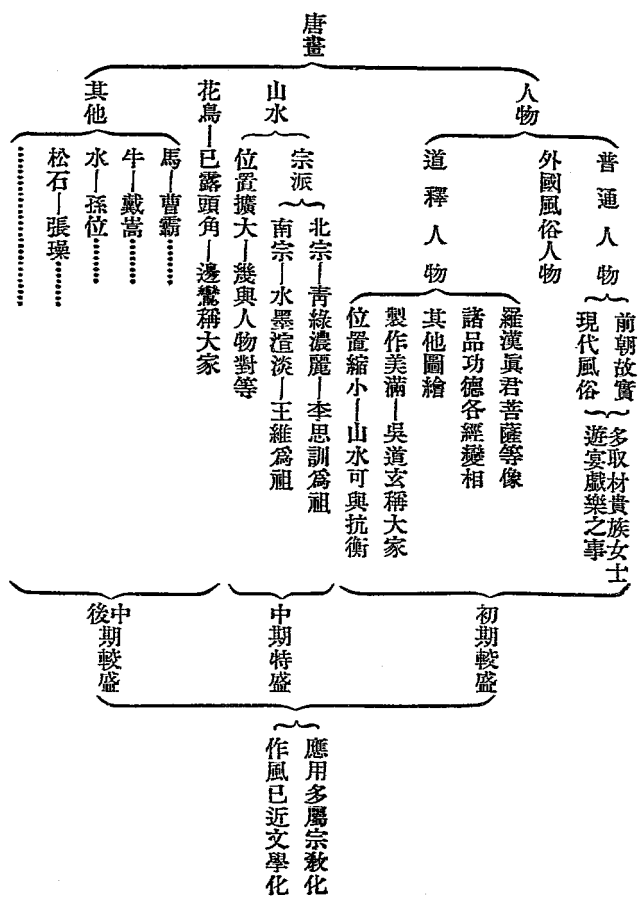 唐畫
人物
普通人物
前朝故實
現代風俗
多取材貴族女士
遊宴戲樂之事
外國風俗人物
道釋人物
羅漢眞君菩薩等像
諸品功德各經變相
其他圖繪
製作美滿—吳道玄稱大家
位置縮小—山水可與抗衡
山水
宗派
北宗—靑綠濃麗—李思訓爲祖
南宗—水墨渲淡—王維爲祖
位置擴大—幾與人物對等
花鳥—已露頭角—邊鸞稱大家
其他
馬—曹霸………
牛—戴嵩………
水—孫位………
松石—張璪………
…………………
初期較盛
中期特盛
中
後期較盛
應用多屬宗敎化
作風已近文學化